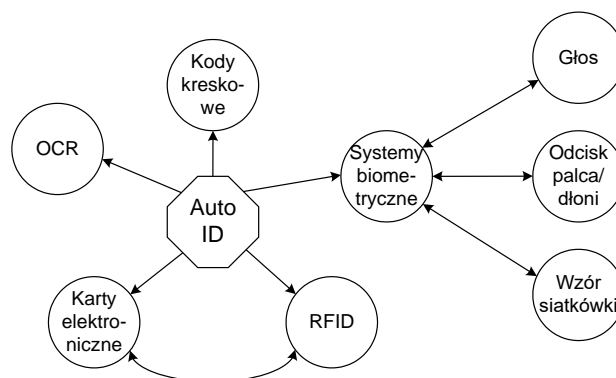 Kody
kresko-
we
Głos
OCR
Systemy
biome-
tryczne
Odcisk
palca/
dłoni
Auto
ID
Karty
elektro-
niczne
RFID
Wzór
siatkówki